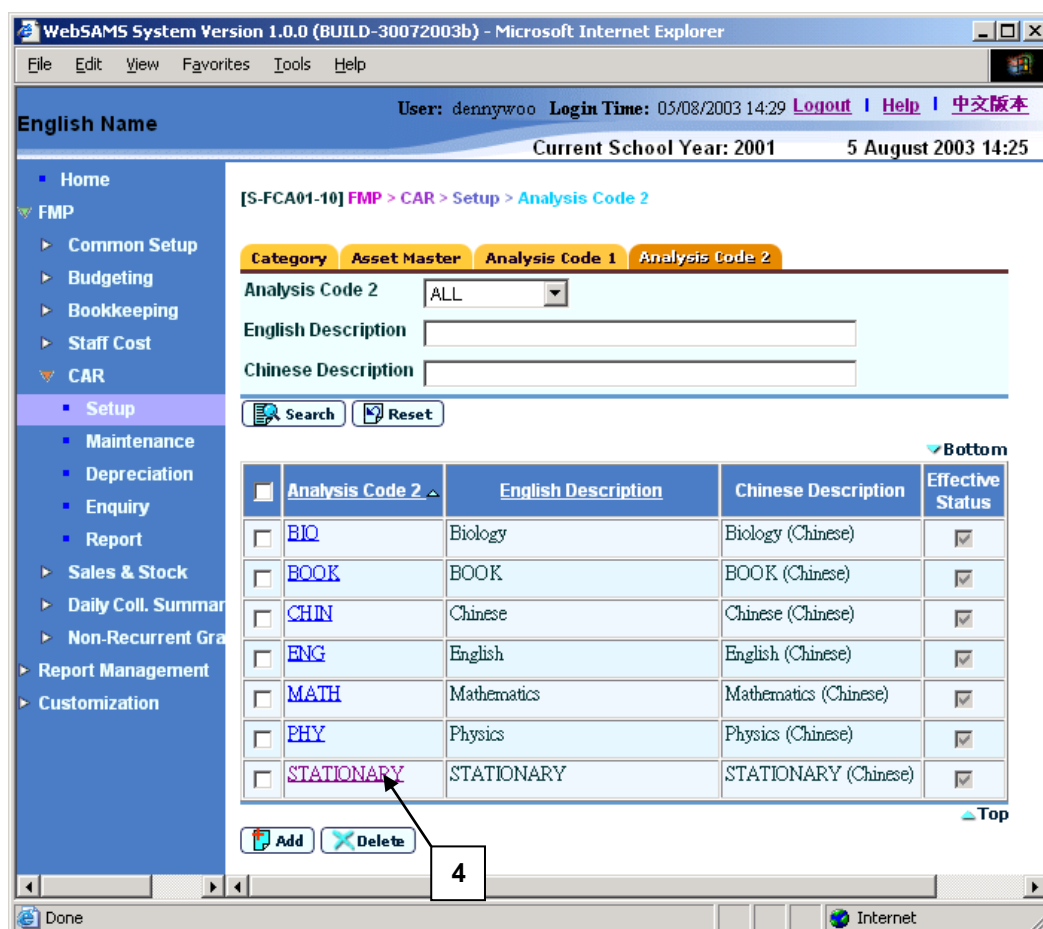 WebSAMS System Version 1.0.0 (BUILD-30072003b) - Microsoft Internet Explorer
File Edit View Favorites Tools Help
English Name
User: dennywoo Login Time: 05/08/2003 14:29 Logout | Help | 中文版本
Current School Year: 2001 5 August 2003 14:25
Home
FMP
Common Setup
Budgeting
Bookkeeping
Staff Cost
CAR
Setup
Maintenance
Depreciation
Enquiry
Report
Sales & Stock
Daily Coll. Summar
Non-Recurrent Gra
Report Management
Customization
[S-FCA01-10] FMP > CAR > Setup > Analysis Code 2
Category Asset Master Analysis Code 1 Analysis Code 2
Analysis Code 2 ALL
English Description
Chinese Description
Search Reset
Bottom
Analysis Code 2 English Description Chinese Description Effective Status
BIO Biology Biology (Chinese)
BOOK BOOK BOOK (Chinese)
CHIN Chinese Chinese (Chinese)
ENG English English (Chinese)
MATH Mathematics Mathematics (Chinese)
PHY Physics Physics (Chinese)
STATIONARY STATIONARY STATIONARY (Chinese)
Top
Add Delete
4
Done Internet